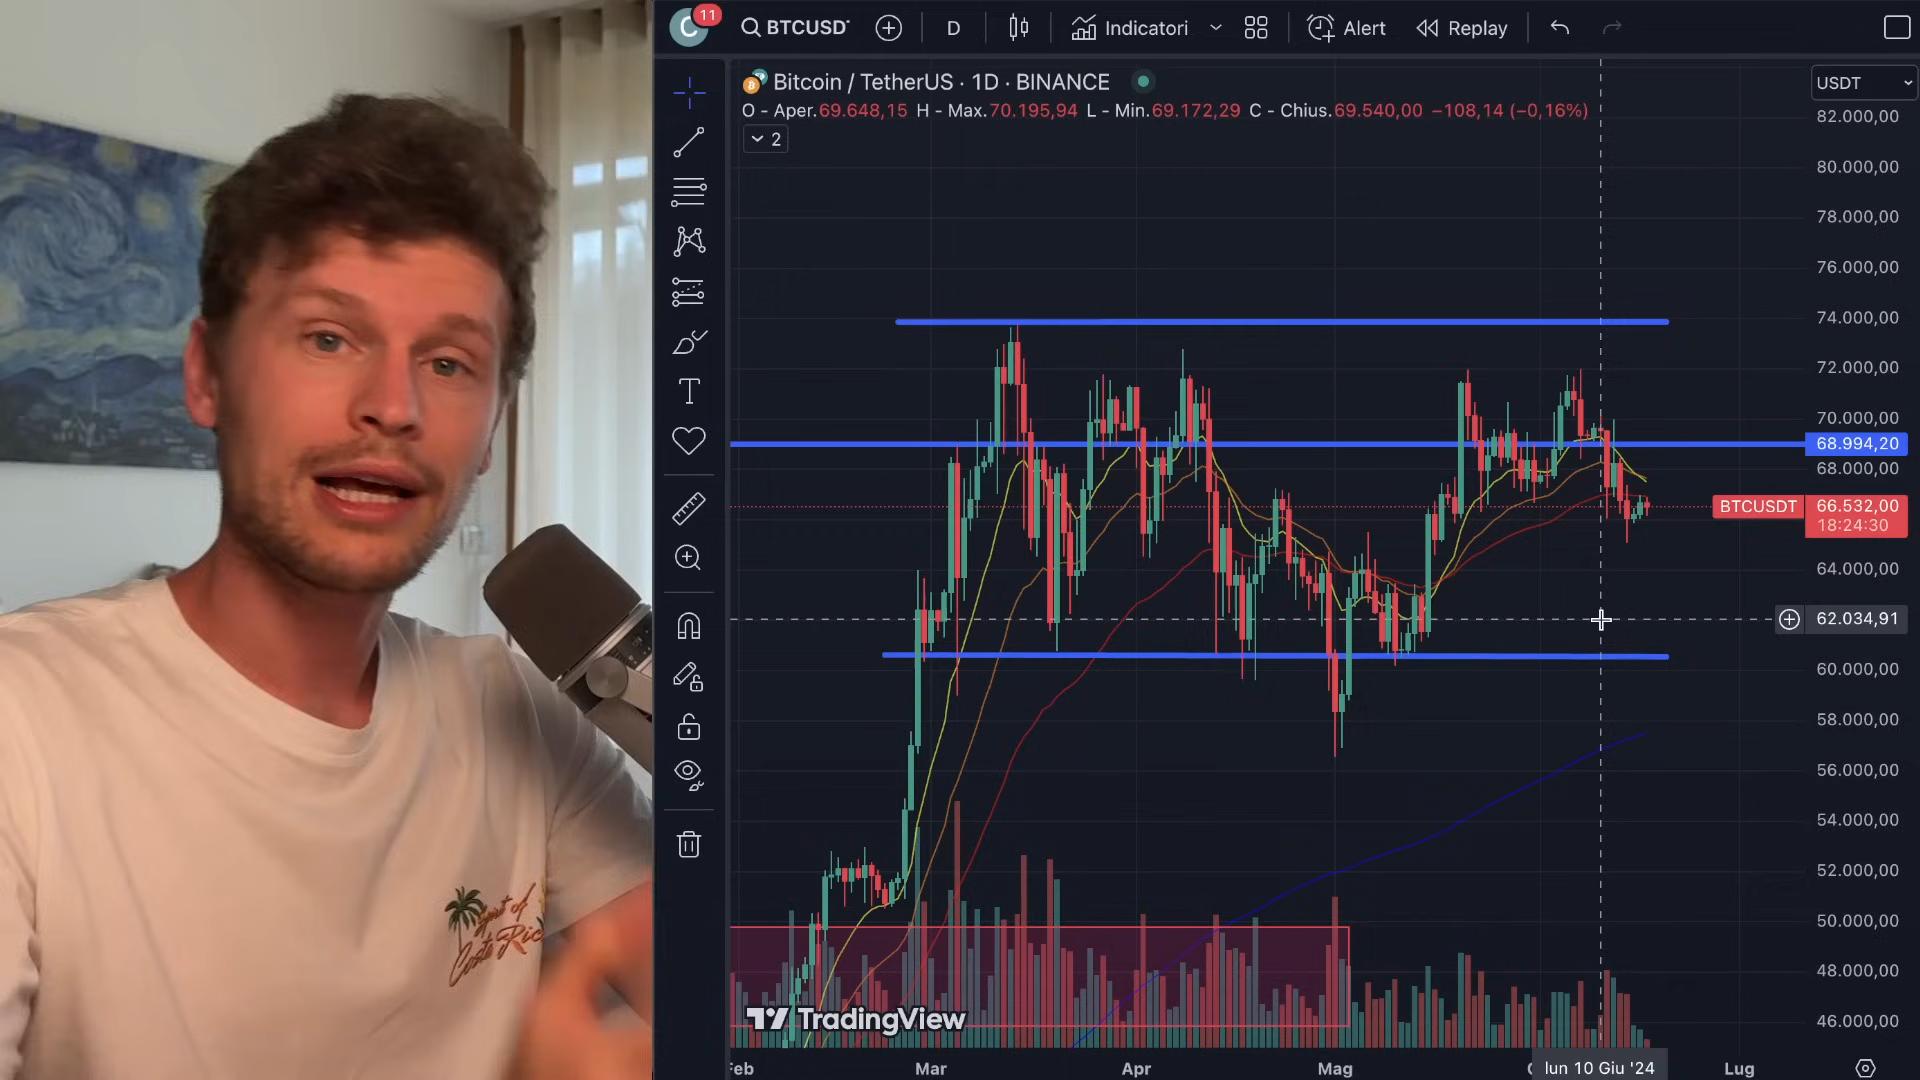 C 11 BTCUSD D Indicatori Alert Replay
Bitcoin / TetherUS · 1D · BINANCE
USDT
O - Aper.69.648,15 H - Max.70.195,94 L - Min.69.172,29 C - Chius.69.540,00 −108,14 (−0,16%)
2
82.000,00
80.000,00
78.000,00
76.000,00
74.000,00
72.000,00
70.000,00
68.994,20
68.000,00
BTCUSDT 66.532,00
18:24:30
64.000,00
62.034,91
60.000,00
58.000,00
56.000,00
54.000,00
52.000,00
50.000,00
48.000,00
46.000,00
TradingView
Feb Mar Apr Mag lun 10 Giu '24 Lug
of
Costa Ric